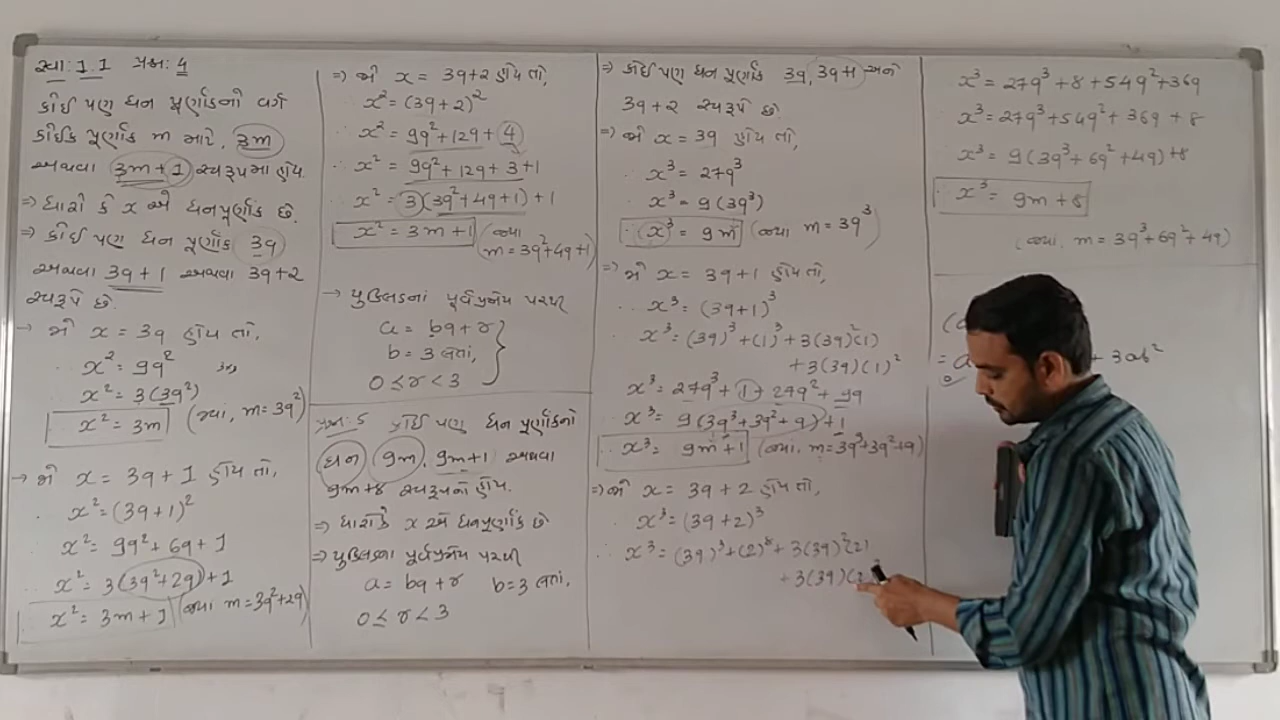 સ્વા: 1.1 પ્રશ્ન: 4
કોઈ પણ ધન પૂર્ણાંકનો વર્ગ
કોઈક પૂર્ણાંક m માટે, 3m
અથવા 3m+1 સ્વરૂપમાં હોય.
⇒ ધારો કે x એ ધનપૂર્ણાંક છે.
⇒ કોઈ પણ ધન પૂર્ણાંક 3q
અથવા 3q+1 અથવા 3q+2
સ્વરૂપે છે.
→ જો x = 3q હોય તો,
∴ x² = 9q²
x² = 3(3q²)
x² = 3m (જ્યાં, m = 3q²)
→ જો x = 3q + 1 હોય તો,
∴ x² = (3q+1)²
x² = 9q² + 6q + 1
x² = 3(3q²+2q)+1
x² = 3m + 1 (જ્યાં m = 3q²+2q)
⇒ જો x = 3q+2 હોય તો,
x² = (3q+2)²
∴ x² = 9q² + 12q + 4
∴ x² = 9q² + 12q + 3 + 1
x² = 3(3q²+4q+1)+1
x² = 3m+1 (જ્યાં
m = 3q²+4q+1)
→ યુક્લિડનાં પૂર્વપ્રમેય પરથી
a = bq + r
b = 3 લેતાં,
0 ≤ r < 3
પ્રશ્ન: 5 કોઈ પણ ધન પૂર્ણાંકનો
ઘન 9m, 9m+1 અથવા
9m+8 સ્વરૂપનો હોય.
⇒ ધારોકે x એ ધનપૂર્ણાંક છે
⇒ યુક્લિડના પૂર્વપ્રમેય પરથી
a = bq + r b = 3 લેતાં,
0 ≤ r < 3
⇒ કોઈ પણ ધન પૂર્ણાંક 3q, 3q+1 અને
3q+2 સ્વરૂપે છે.
⇒ જો x = 3q હોય તો,
∴ x³ = 27q³
∴ x³ = 9(3q³)
∴ x³ = 9m (જ્યાં m = 3q³)
⇒ જો x = 3q+1 હોય તો,
∴ x³ = (3q+1)³
∴ x³ = (3q)³ + (1)³ + 3(3q)²(1)
+ 3(3q)(1)²
x³ = 27q³ + 1 + 27q² + 9q
x³ = 9(3q³+3q²+q)+1
x³ = 9m+1 (જ્યાં, m = 3q³+3q²+q)
⇒ જો x = 3q + 2 હોય તો,
∴ x³ = (3q+2)³
∴ x³ = (3q)³+(2)³ + 3(3q)²(2)
+ 3(3q)(2
x³ = 27q³ + 8 + 54q² + 36q
x³ = 27q³ + 54q² + 36q + 8
x³ = 9(3q³+6q²+4q)+8
∴ x³ = 9m+8
(જ્યાં, m = 3q³+6q²+4q)
(a
= a + 3ab²